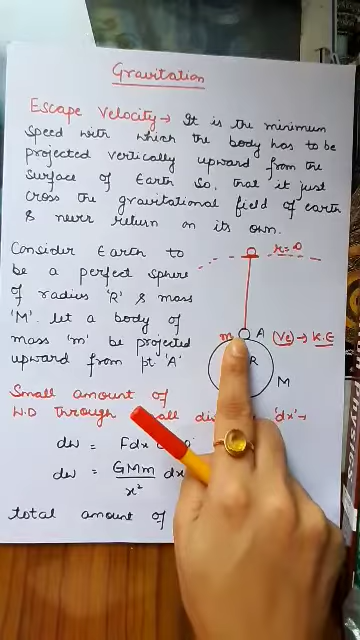 Gravitation
Escape Velocity → It is the minimum
speed with which the body has to be
projected vertically upward from the
surface of Earth so, that it just
cross the gravitational field of earth
& never return on its own.
Consider Earth to
be a perfect sphere
of radius 'R' & mass
'M'. let a body of
mass 'm' be projected
upward from pt. 'A'
m A (Ve) → K.E
R
M
Small amount of
W.D through small dis 'dx' →
dw = Fdx
dw = GMm/x² dx
total amount of